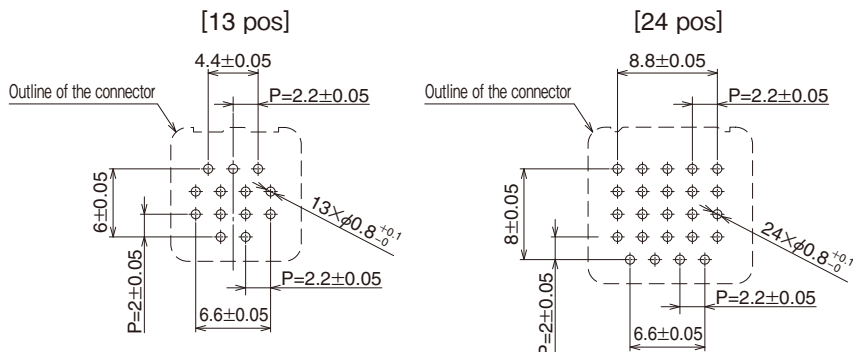 [13 pos]
4.4±0.05
Outline of the connector
P=2.2±0.05
6±0.05
13×φ0.8 +0.1 -0
P=2±0.05
P=2.2±0.05
6.6±0.05
[24 pos]
8.8±0.05
Outline of the connector
P=2.2±0.05
8±0.05
24×φ0.8 +0.1 -0
P=2±0.05
P=2.2±0.05
6.6±0.05